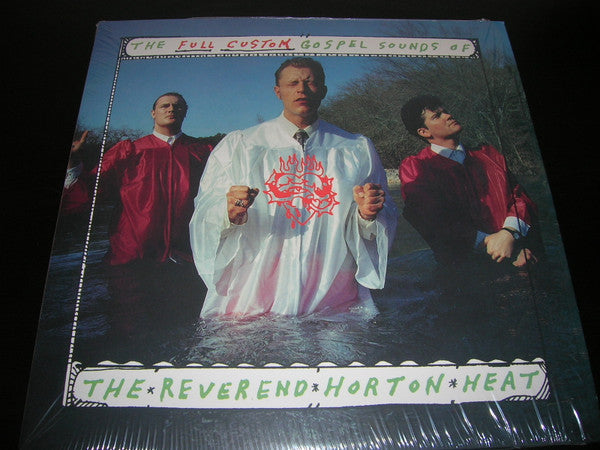 THE FULL CUSTOM GOSPEL SOUNDS OF
THE*REVEREND*HORTON*HEAT